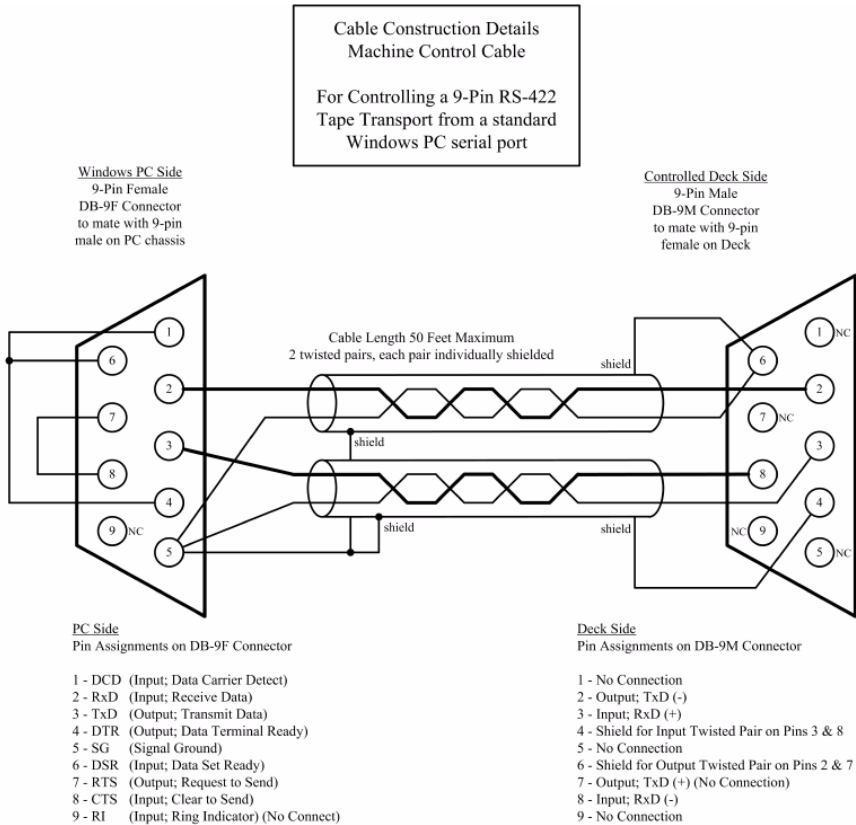 Cable Construction Details
Machine Control Cable
For Controlling a 9-Pin RS-422
Tape Transport from a standard
Windows PC serial port
Windows PC Side
9-Pin Female
DB-9F Connector
to mate with 9-pin
male on PC chassis
Controlled Deck Side
9-Pin Male
DB-9M Connector
to mate with 9-pin
female on Deck
Cable Length 50 Feet Maximum
2 twisted pairs, each pair individually shielded
shield
shield
shield
shield
1
6
2
7
3
8
4
9 NC
5
1 NC
6
2
7 NC
3
8
4
NC 9
5 NC
PC Side
Pin Assignments on DB-9F Connector
1 - DCD (Input; Data Carrier Detect)
2 - RxD (Input; Receive Data)
3 - TxD (Output; Transmit Data)
4 - DTR (Output; Data Terminal Ready)
5 - SG (Signal Ground)
6 - DSR (Input; Data Set Ready)
7 - RTS (Output; Request to Send)
8 - CTS (Input; Clear to Send)
9 - RI (Input; Ring Indicator) (No Connect)
Deck Side
Pin Assignments on DB-9M Connector
1 - No Connection
2 - Output; TxD (-)
3 - Input; RxD (+)
4 - Shield for Input Twisted Pair on Pins 3 & 8
5 - No Connection
6 - Shield for Output Twisted Pair on Pins 2 & 7
7 - Output; TxD (+) (No Connection)
8 - Input; RxD (-)
9 - No Connection